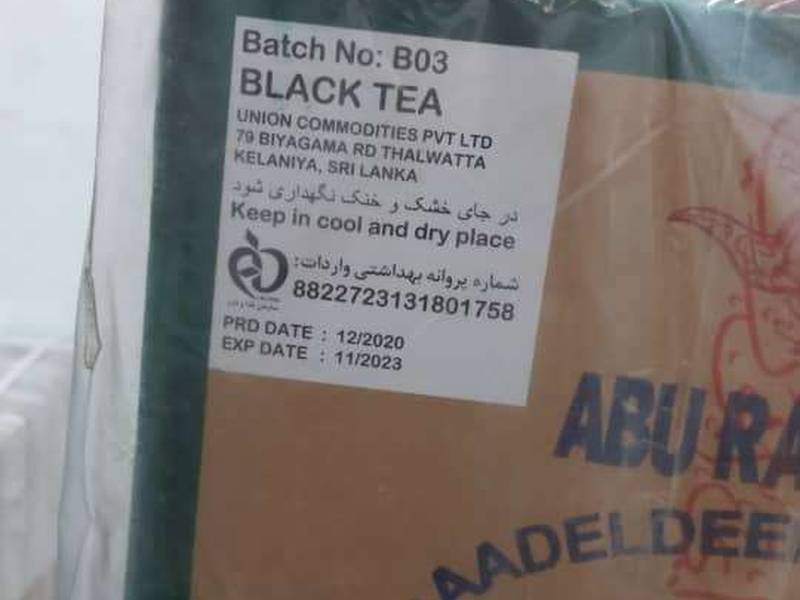 Batch No: B03
BLACK TEA
UNION COMMODITIES PVT LTD
79 BIYAGAMA RD THALWATTA
KELANIYA, SRI LANKA
در جای خشک و خنک نگهداری شود
Keep in cool and dry place
شماره پروانه بهداشتی واردات:
8822723131801758
PRD DATE : 12/2020
EXP DATE : 11/2023
ABU RA
AADELDEE